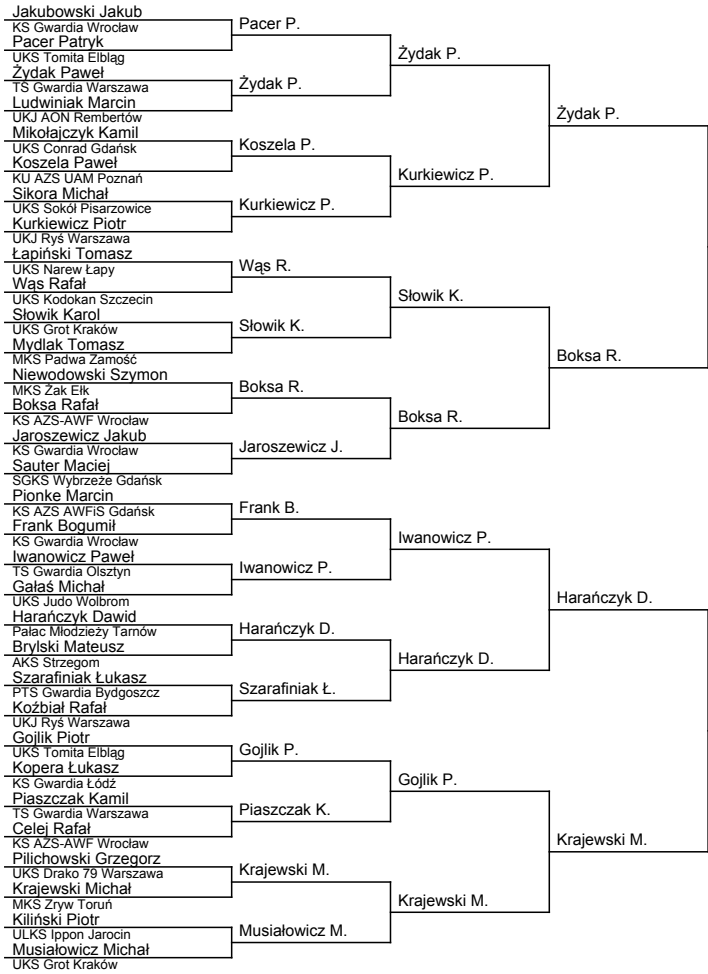 Jakubowski Jakub
KS Gwardia Wrocław
Pacer Patryk
UKS Tomita Elbląg
Żydak Paweł
TS Gwardia Warszawa
Ludwiniak Marcin
UKJ AON Rembertów
Mikołajczyk Kamil
UKS Conrad Gdańsk
Koszela Paweł
KU AZS UAM Poznań
Sikora Michał
UKS Sokół Pisarzowice
Kurkiewicz Piotr
UKJ Ryś Warszawa
Łapiński Tomasz
UKS Narew Łapy
Wąs Rafał
UKS Kodokan Szczecin
Słowik Karol
UKS Grot Kraków
Mydlak Tomasz
MKS Padwa Zamość
Niewodowski Szymon
MKS Żak Ełk
Boksa Rafał
KS AZS-AWF Wrocław
Jaroszewicz Jakub
KS Gwardia Wrocław
Sauter Maciej
SGKS Wybrzeże Gdańsk
Pionke Marcin
KS AZS AWFiS Gdańsk
Frank Bogumił
KS Gwardia Wrocław
Iwanowicz Paweł
TS Gwardia Olsztyn
Gałaś Michał
UKS Judo Wolbrom
Harańczyk Dawid
Pałac Młodzieży Tarnów
Brylski Mateusz
AKS Strzegom
Szarafiniak Łukasz
PTS Gwardia Bydgoszcz
Koźbiał Rafał
UKJ Ryś Warszawa
Gojlik Piotr
UKS Tomita Elbląg
Kopera Łukasz
KS Gwardia Łódź
Piaszczak Kamil
TS Gwardia Warszawa
Celej Rafał
KS AZS-AWF Wrocław
Pilichowski Grzegorz
UKS Drako 79 Warszawa
Krajewski Michał
MKS Zryw Toruń
Kiliński Piotr
ULKS Ippon Jarocin
Musiałowicz Michał
UKS Grot Kraków
Pacer P.
Żydak P.
Koszela P.
Kurkiewicz P.
Wąs R.
Słowik K.
Boksa R.
Jaroszewicz J.
Frank B.
Iwanowicz P.
Harańczyk D.
Szarafiniak Ł.
Gojlik P.
Piaszczak K.
Krajewski M.
Musiałowicz M.
Żydak P.
Kurkiewicz P.
Słowik K.
Boksa R.
Iwanowicz P.
Harańczyk D.
Gojlik P.
Krajewski M.
Żydak P.
Boksa R.
Harańczyk D.
Krajewski M.